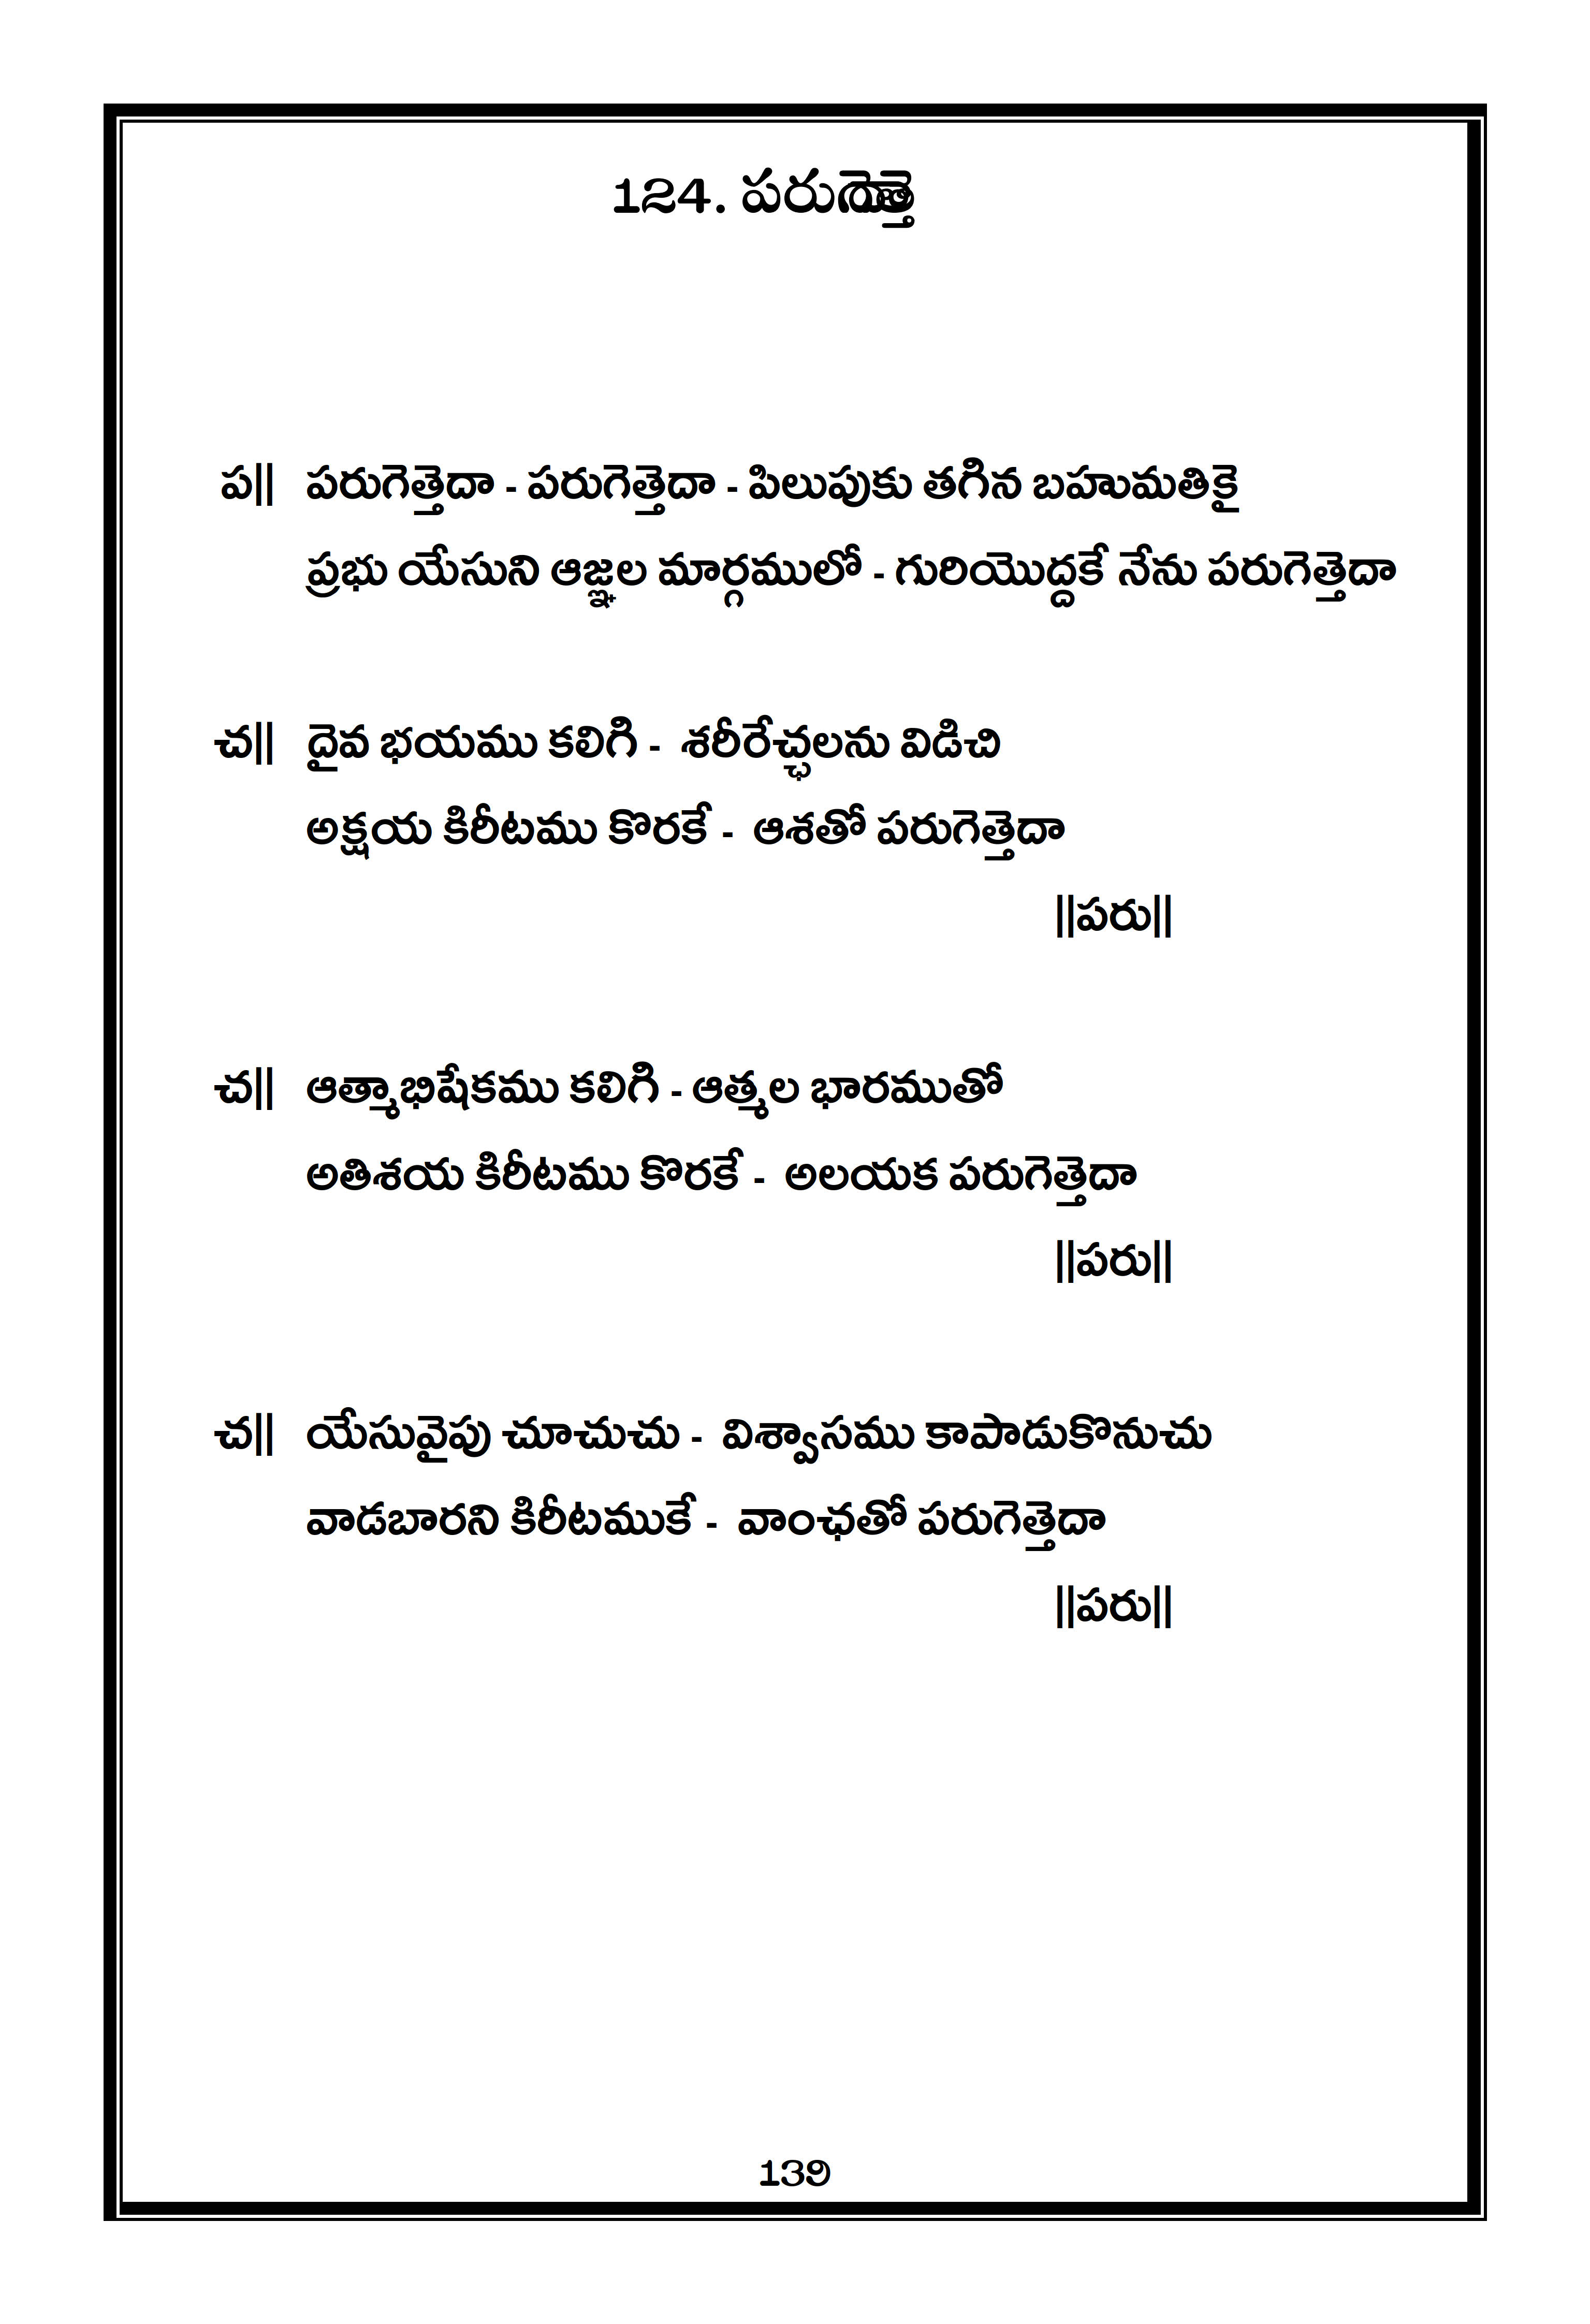 124. పరుగెత్తెదా
ప|| పరుగెత్తెదా - పరుగెత్తెదా - పిలుపుకు తగిన బహుమతికై
ప్రభు యేసుని ఆజ్ఞల మార్గములో - గురియొద్దకే నేను పరుగెత్తెదా
చ|| దైవ భయము కలిగి - శరీరేచ్ఛలను విడిచి
అక్షయ కిరీటము కొరకే - ఆశతో పరుగెత్తెదా
||పరు||
చ|| ఆత్మాభిషేకము కలిగి - ఆత్మల భారముతో
అతిశయ కిరీటము కొరకే - అలయక పరుగెత్తెదా
||పరు||
చ|| యేసువైపు చూచుచు - విశ్వాసము కాపాడుకొనుచు
వాడబారని కిరీటముకే - వాంఛతో పరుగెత్తెదా
||పరు||
139